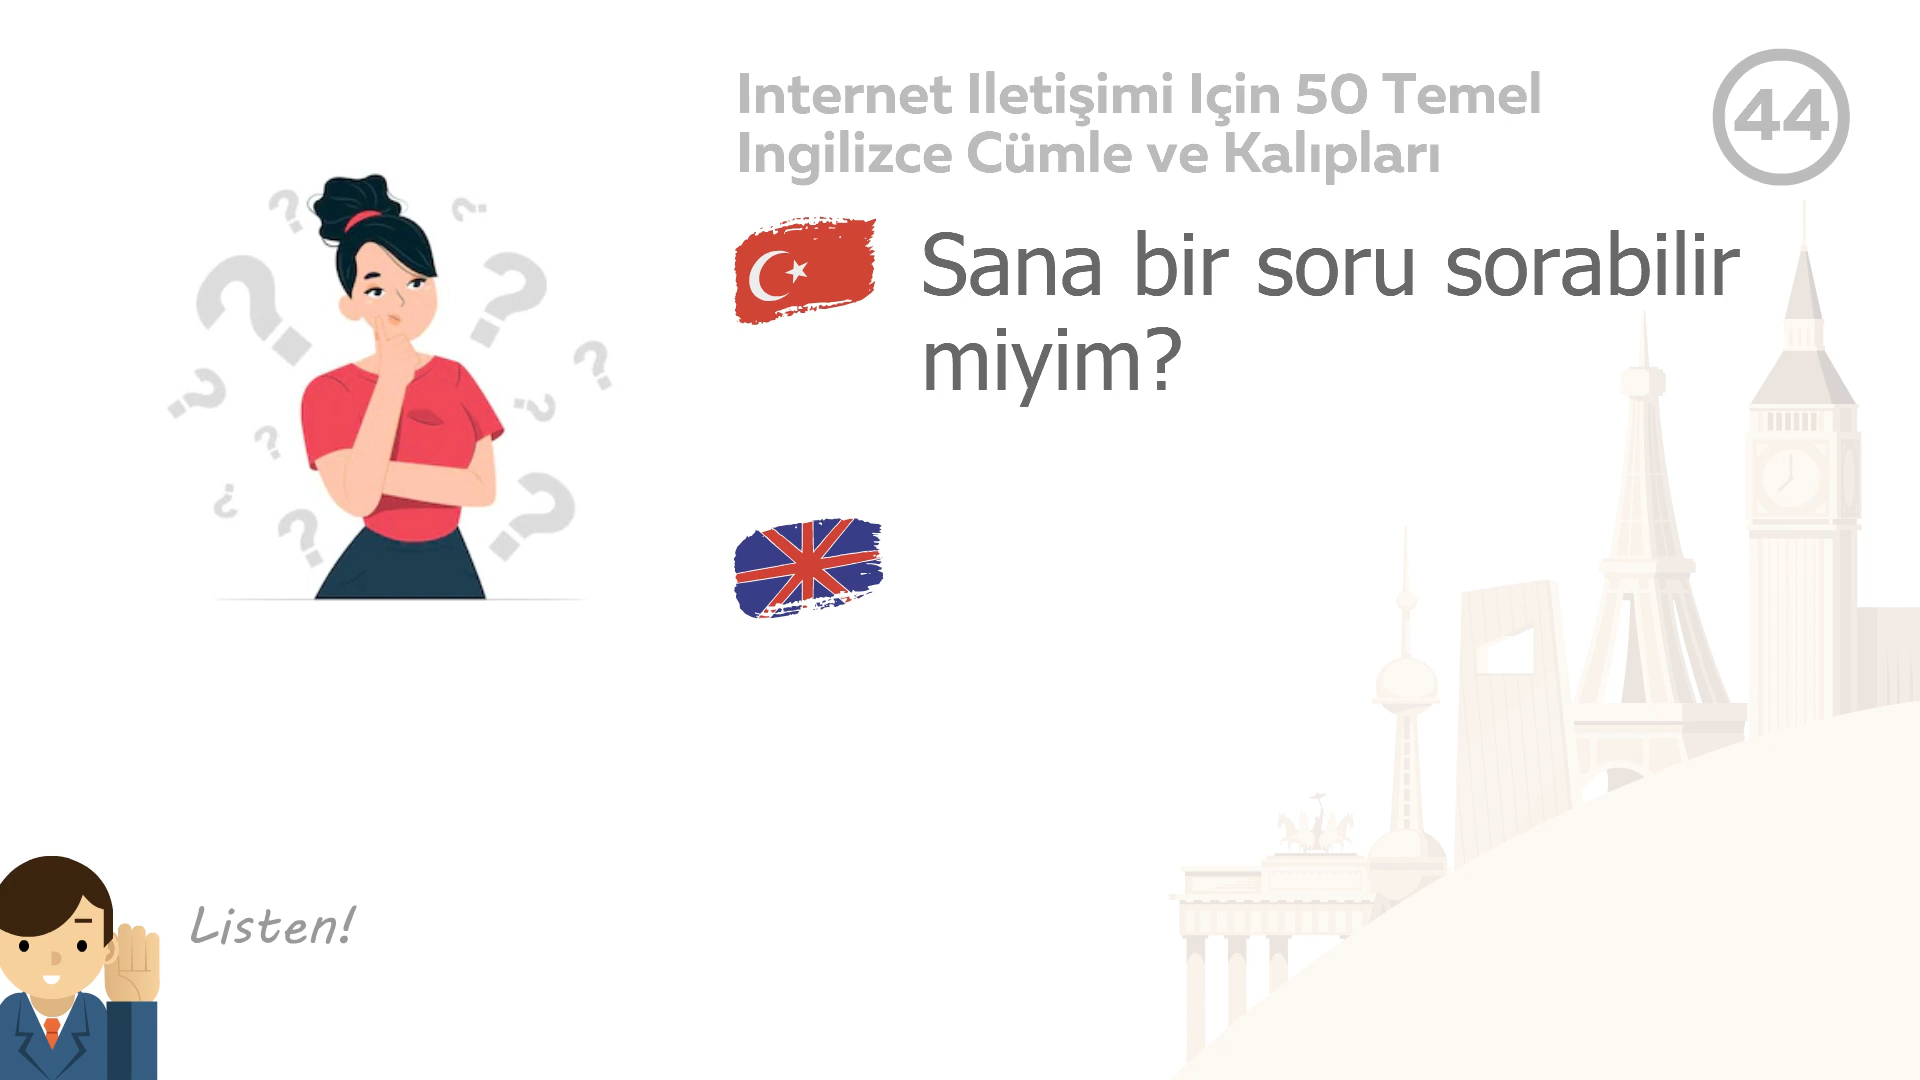 Internet Iletişimi Için 50 Temel
Ingilizce Cümle ve Kalıpları
44
Sana bir soru sorabilir
miyim?
Listen!